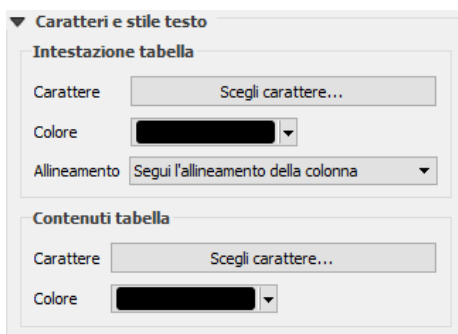 Caratteri e stile testo
Intestazione tabella
Carattere Scegli carattere...
Colore
Allineamento Segui l'allineamento della colonna
Contenuti tabella
Carattere Scegli carattere...
Colore